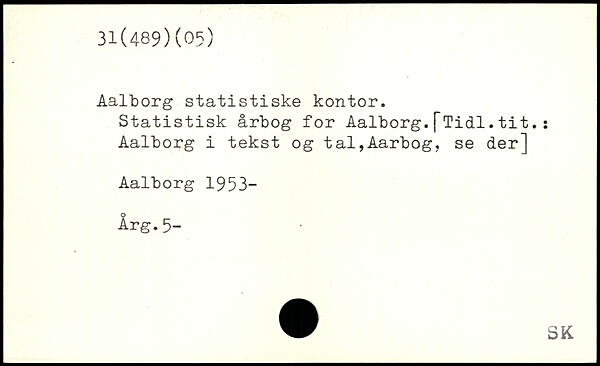 31(489)(05)
Aalborg statistiske kontor.
Statistisk årbog for Aalborg.[Tidl.tit.:
Aalborg i tekst og tal,Aarbog, se der]
Aalborg 1953-
Årg.5-
SK